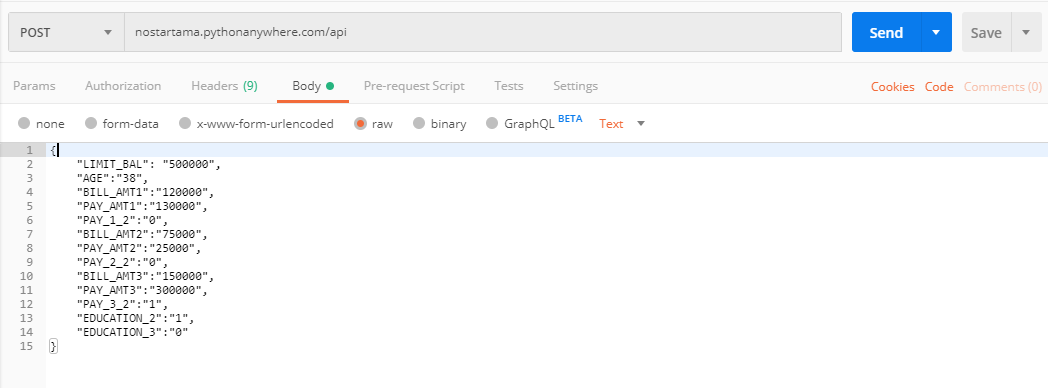 POST nostartama.pythonanywhere.com/api Send Save
Params Authorization Headers (9) Body Pre-request Script Tests Settings Cookies Code Comments (0)
none form-data x-www-form-urlencoded raw binary GraphQL BETA Text
1 {
2 "LIMIT_BAL": "500000",
3 "AGE":"38",
4 "BILL_AMT1":"120000",
5 "PAY_AMT1":"130000",
6 "PAY_1_2":"0",
7 "BILL_AMT2":"75000",
8 "PAY_AMT2":"25000",
9 "PAY_2_2":"0",
10 "BILL_AMT3":"150000",
11 "PAY_AMT3":"300000",
12 "PAY_3_2":"1",
13 "EDUCATION_2":"1",
14 "EDUCATION_3":"0"
15 }